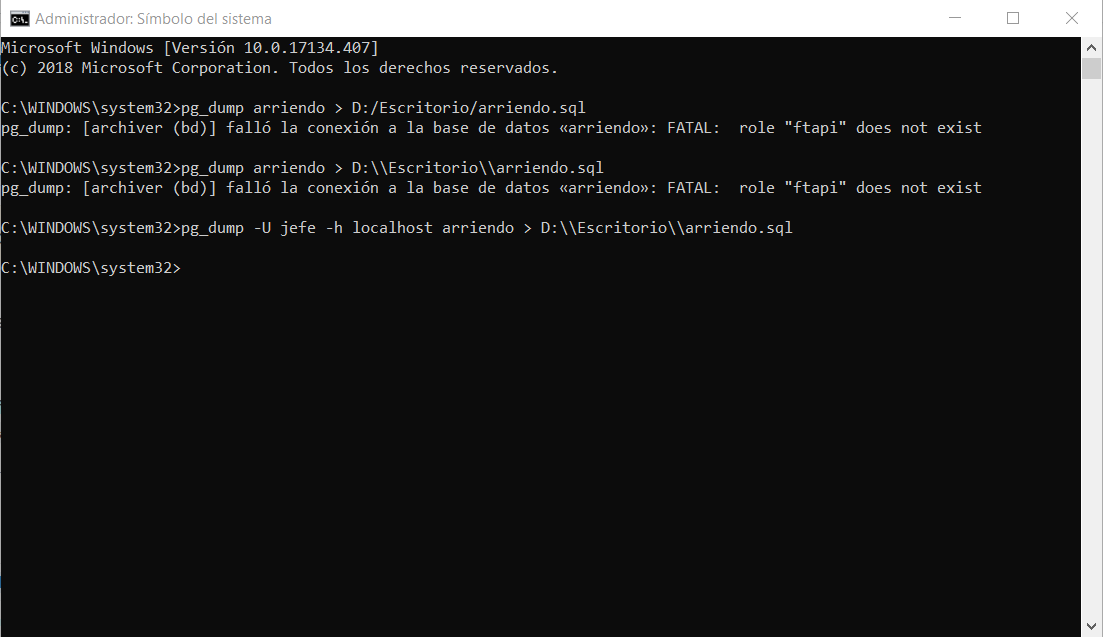 Administrador: Símbolo del sistema
Microsoft Windows [Versión 10.0.17134.407]
(c) 2018 Microsoft Corporation. Todos los derechos reservados.
C:\WINDOWS\system32>pg_dump arriendo > D:/Escritorio/arriendo.sql
pg_dump: [archiver (bd)] falló la conexión a la base de datos «arriendo»: FATAL:  role "ftapi" does not exist
C:\WINDOWS\system32>pg_dump arriendo > D:\\Escritorio\\arriendo.sql
pg_dump: [archiver (bd)] falló la conexión a la base de datos «arriendo»: FATAL:  role "ftapi" does not exist
C:\WINDOWS\system32>pg_dump -U jefe -h localhost arriendo > D:\\Escritorio\\arriendo.sql
C:\WINDOWS\system32>